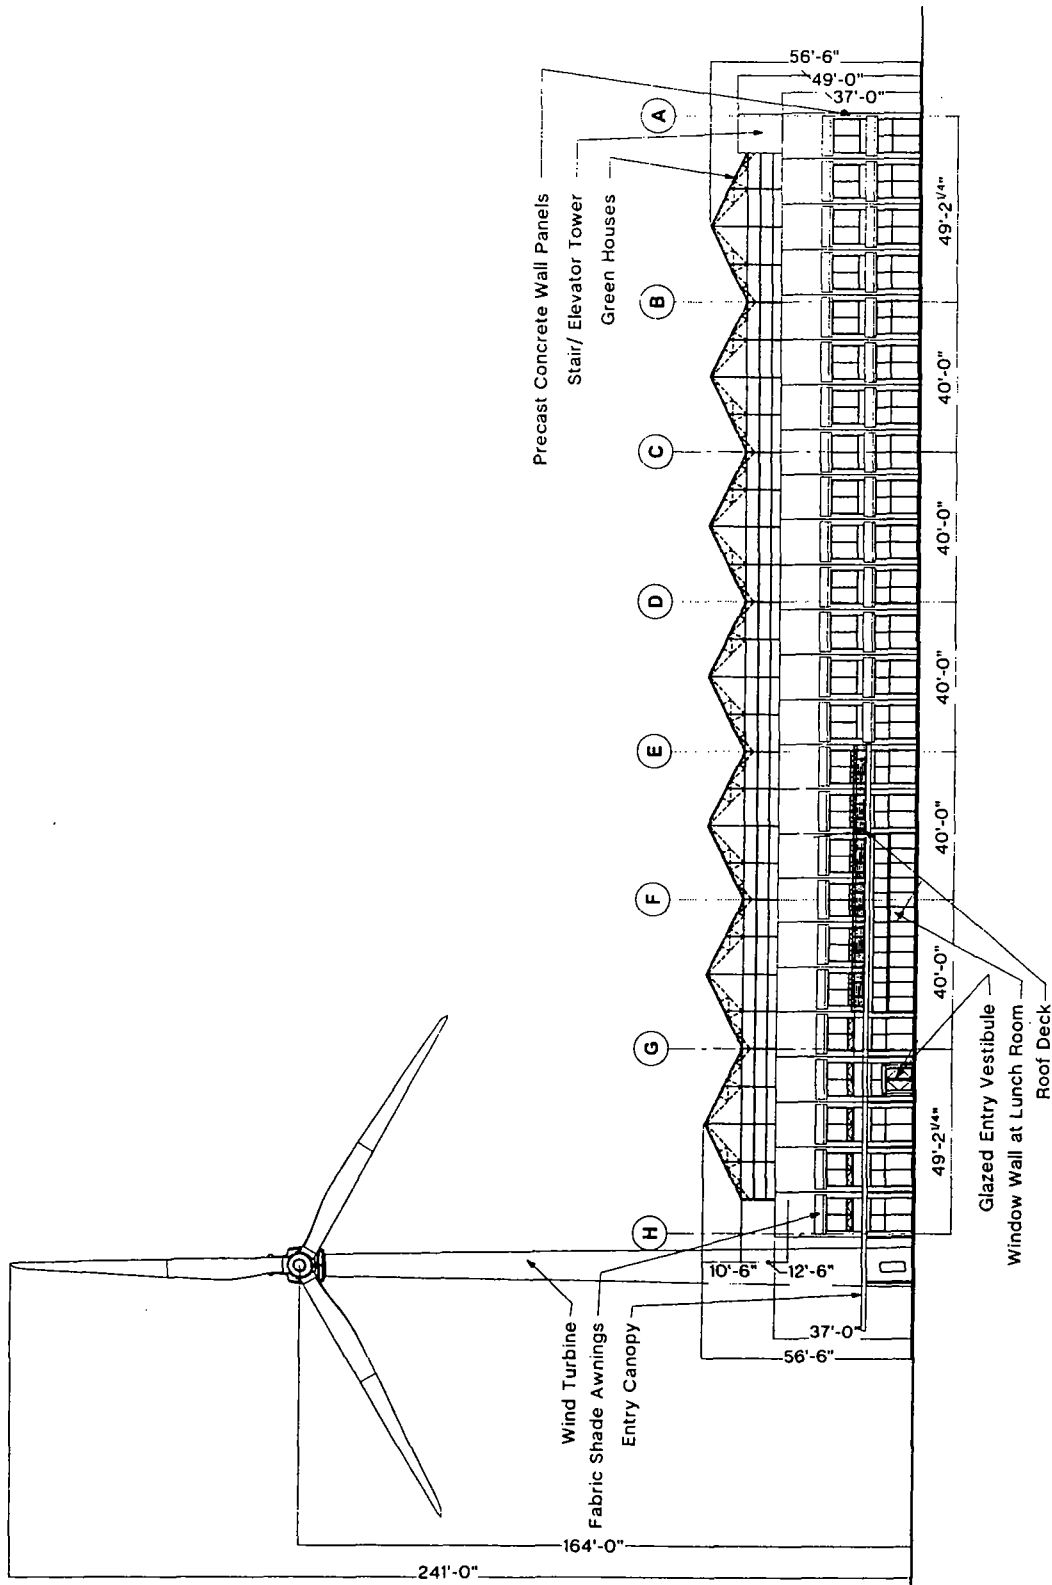 241'-0"
164'-0"
56'-6"
37'-0"
10'-6"
12'-6"
Wind Turbine
Fabric Shade Awnings
Entry Canopy
Precast Concrete Wall Panels
Stair/ Elevator Tower
Green Houses
56'-6"
49'-0"
37'-0"
H
G
F
E
D
C
B
A
49'-2 1/4"
40'-0"
40'-0"
40'-0"
40'-0"
40'-0"
49'-2 1/4"
Glazed Entry Vestibule
Window Wall at Lunch Room
Roof Deck